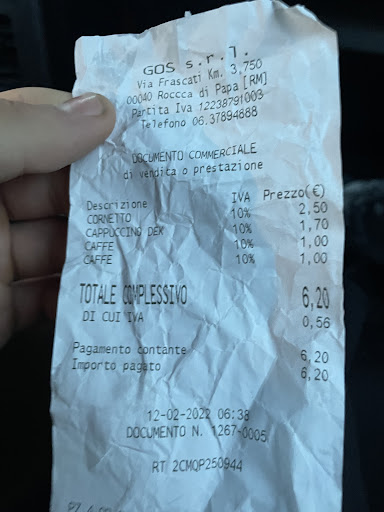 GOS s.r.l.
Via Frascati Km. 3,750
00040 Roccca di Papa [RM]
Partita Iva 12238791003
Telefono 06.37894688
DOCUMENTO COMMERCIALE
di vendita o prestazione
Descrizione IVA Prezzo(€)
CORNETTO 10% 2,50
CAPPUCCINO DEK 10% 1,70
CAFFE 10% 1,00
CAFFE 10% 1,00
TOTALE COMPLESSIVO 6,20
DI CUI IVA 0,56
Pagamento contante 6,20
Importo pagato 6,20
12-02-2022 06:38
DOCUMENTO N. 1267-0005
RT 2CMQP250944